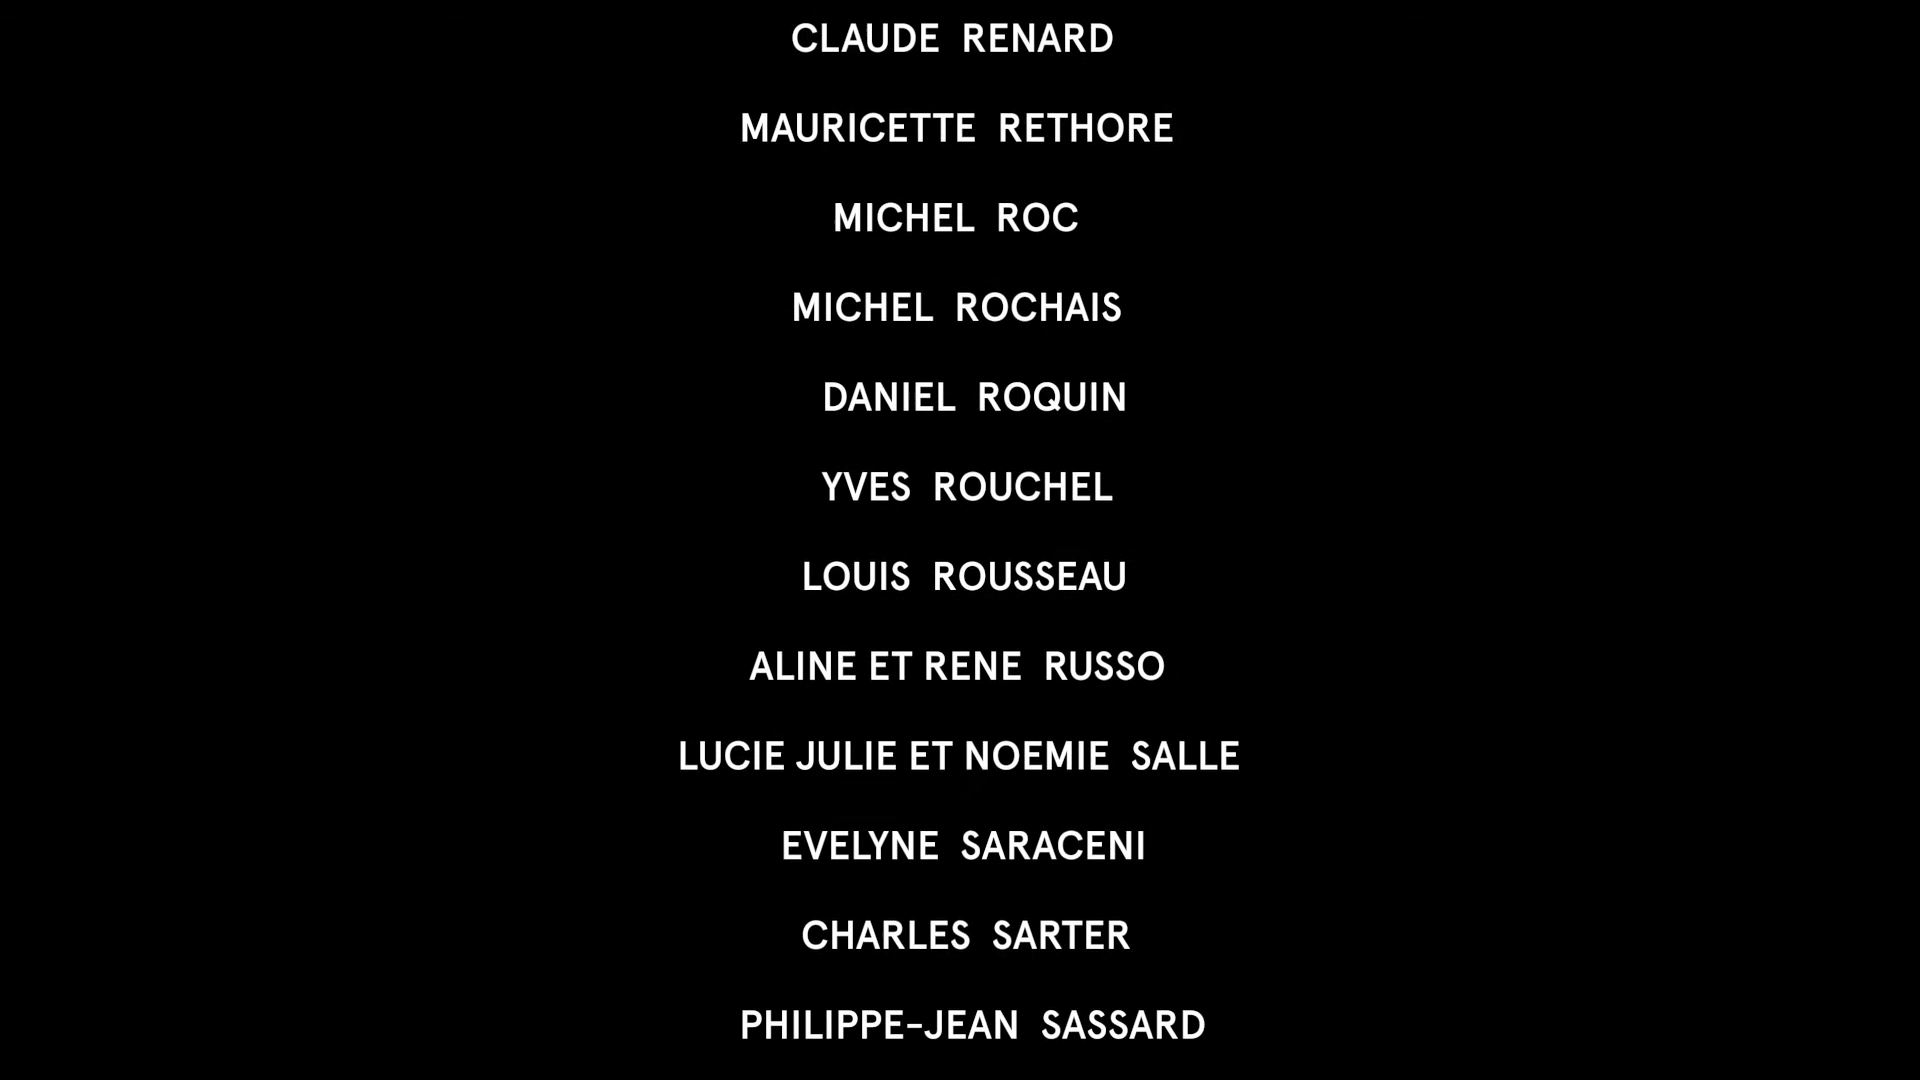 CLAUDE RENARD
MAURICETTE RETHORE
MICHEL ROC
MICHEL ROCHAIS
DANIEL ROQUIN
YVES ROUCHEL
LOUIS ROUSSEAU
ALINE ET RENE RUSSO
LUCIE JULIE ET NOEMIE SALLE
EVELYNE SARACENI
CHARLES SARTER
PHILIPPE-JEAN SASSARD